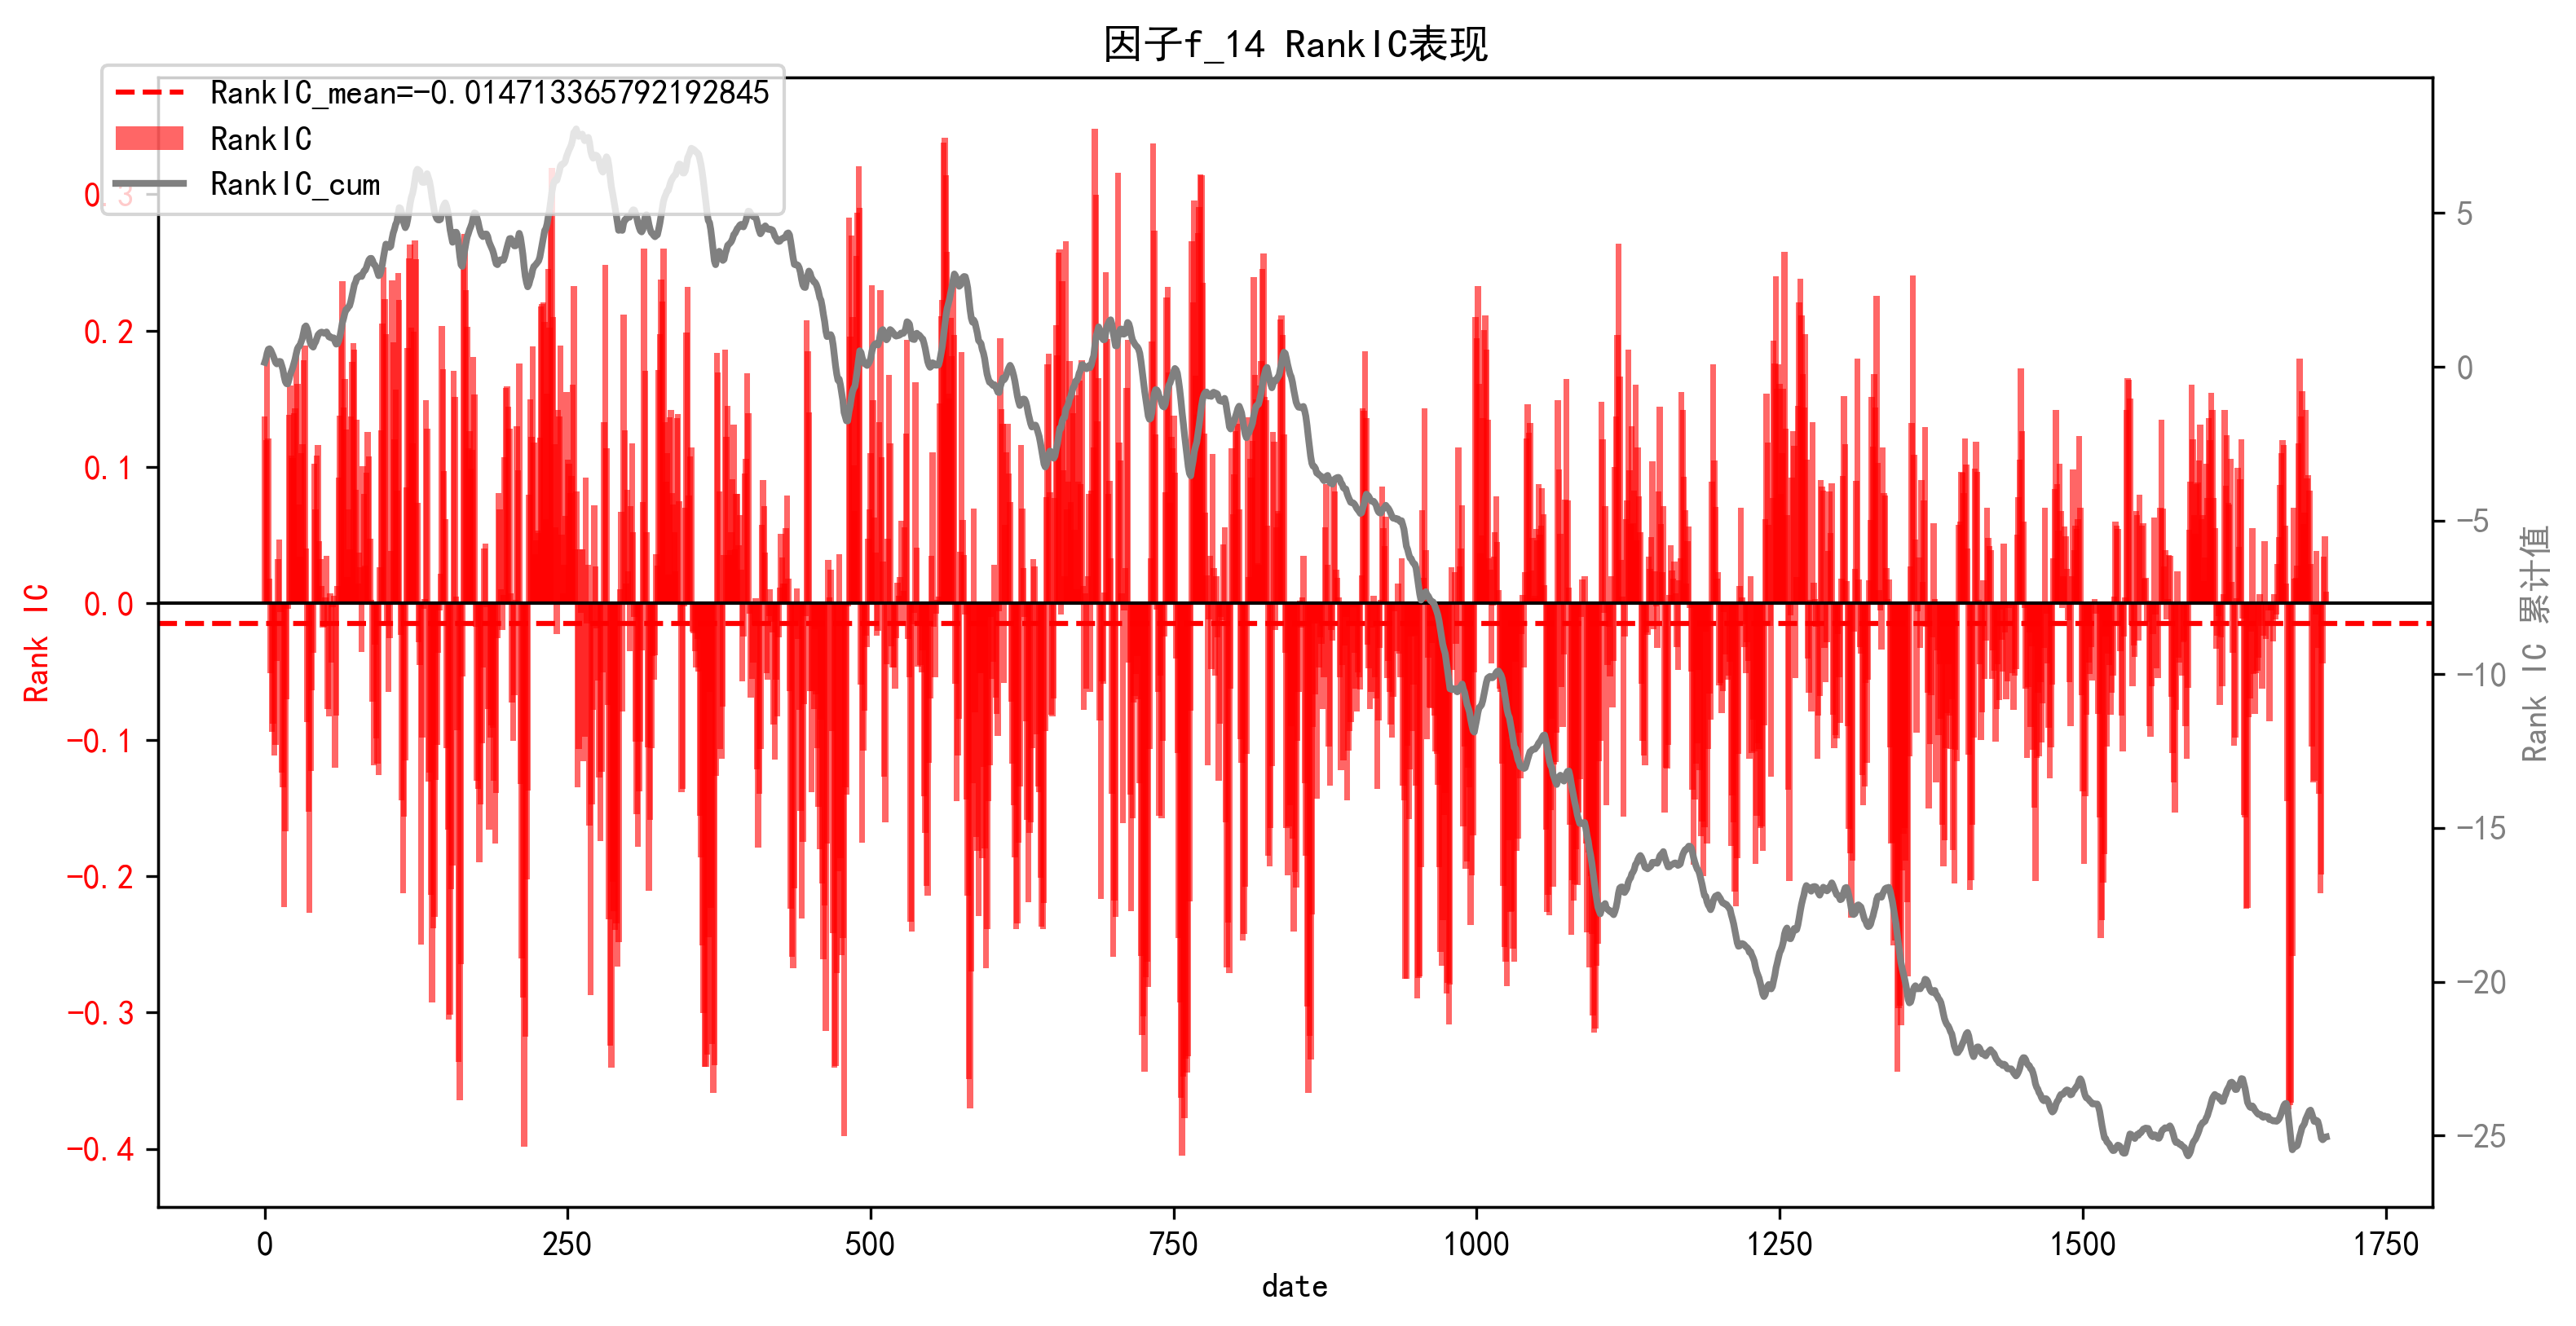 因子f_14 RankIC表现
RankIC_mean=-0.014713365792192845
RankIC
RankIC_cum
0.3
0.2
0.1
0.0
-0.1
-0.2
-0.3
-0.4
Rank IC
5
0
-5
-10
-15
-20
-25
Rank IC 累计值
0 250 500 750 1000 1250 1500 1750
date